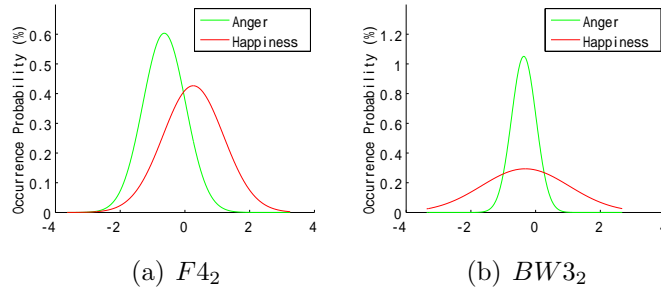 Occurrence Probability (%)
0.6
0.5
0.4
0.3
0.2
0.1
0
-4 -2 0 2 4
Anger
Happiness
(a) F4₂
Occurrence Probability (%)
1.2
1
0.8
0.6
0.4
0.2
0
-4 -2 0 2 4
Anger
Happiness
(b) BW3₂